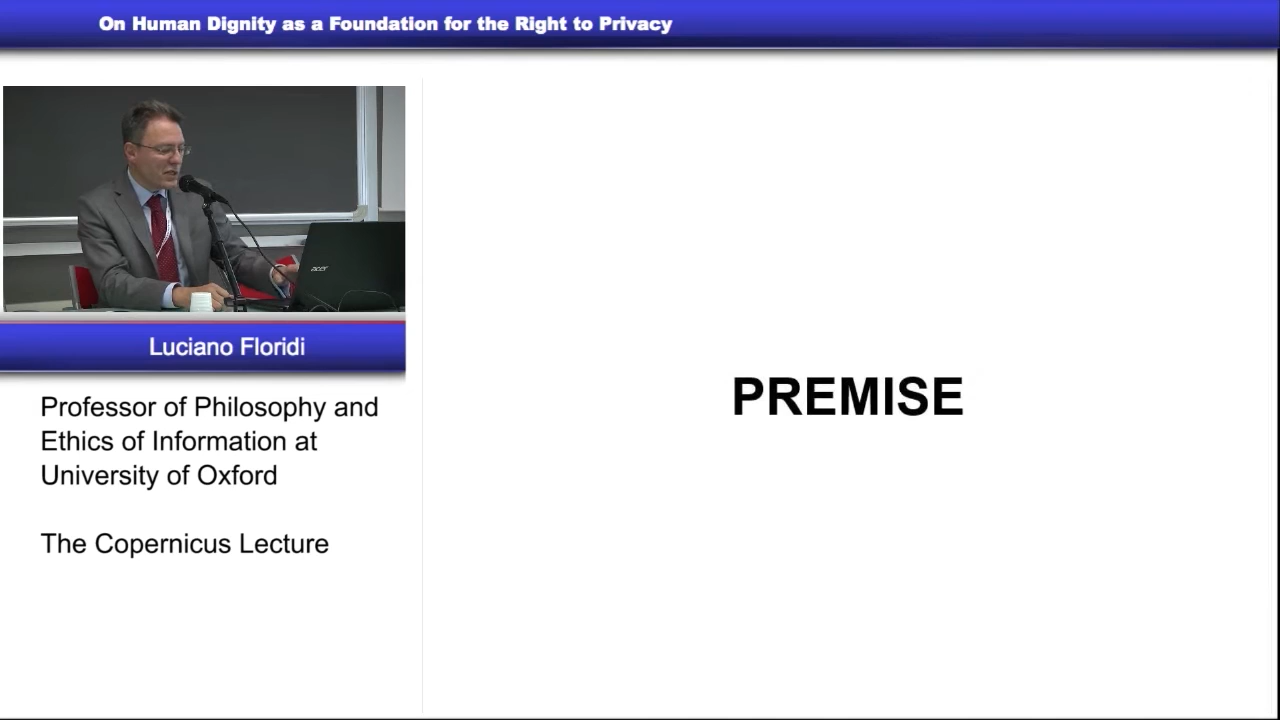 On Human Dignity as a Foundation for the Right to Privacy
acer
Luciano Floridi
Professor of Philosophy and
Ethics of Information at
University of Oxford
The Copernicus Lecture
PREMISE